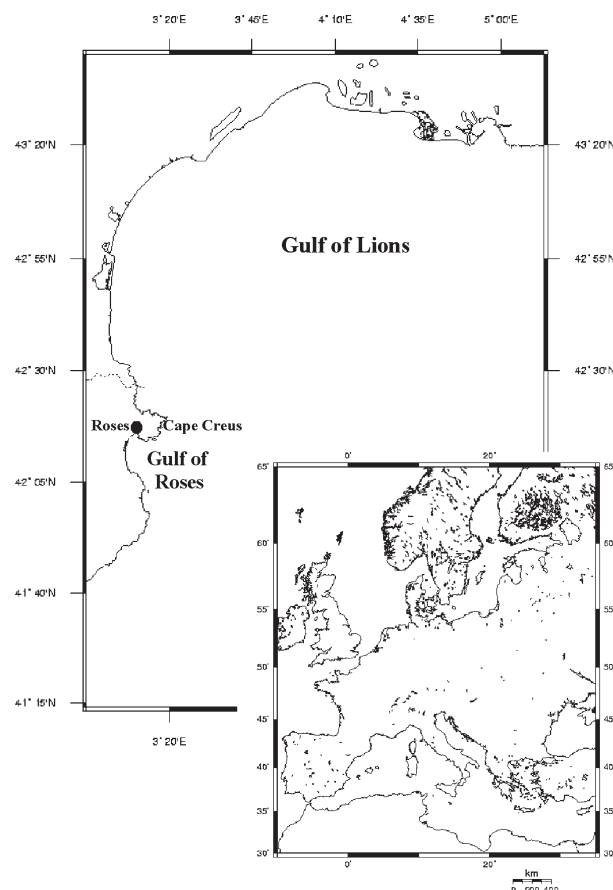 3° 20'E 3° 45'E 4° 10'E 4° 35'E 5° 00'E
43° 20'N 43° 20'N
Gulf of Lions
42° 55'N 42° 55'N
42° 30'N 42° 30'N
Roses Cape Creus
Gulf of
Roses
42° 05'N
41° 40'N
41° 15'N
3° 20'E
0° 20°
65° 65
60° 60
55° 55
50° 50
45° 45
40° 40
35° 35
30° 30
0° 20°
km
0 200 400